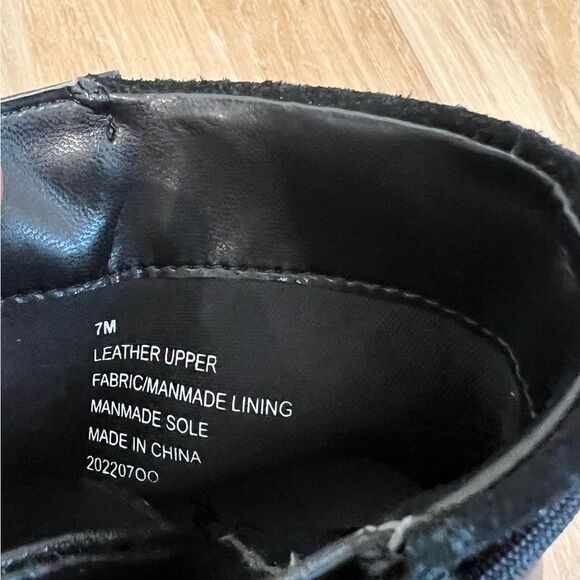 7M
LEATHER UPPER
FABRIC/MANMADE LINING
MANMADE SOLE
MADE IN CHINA
20220700